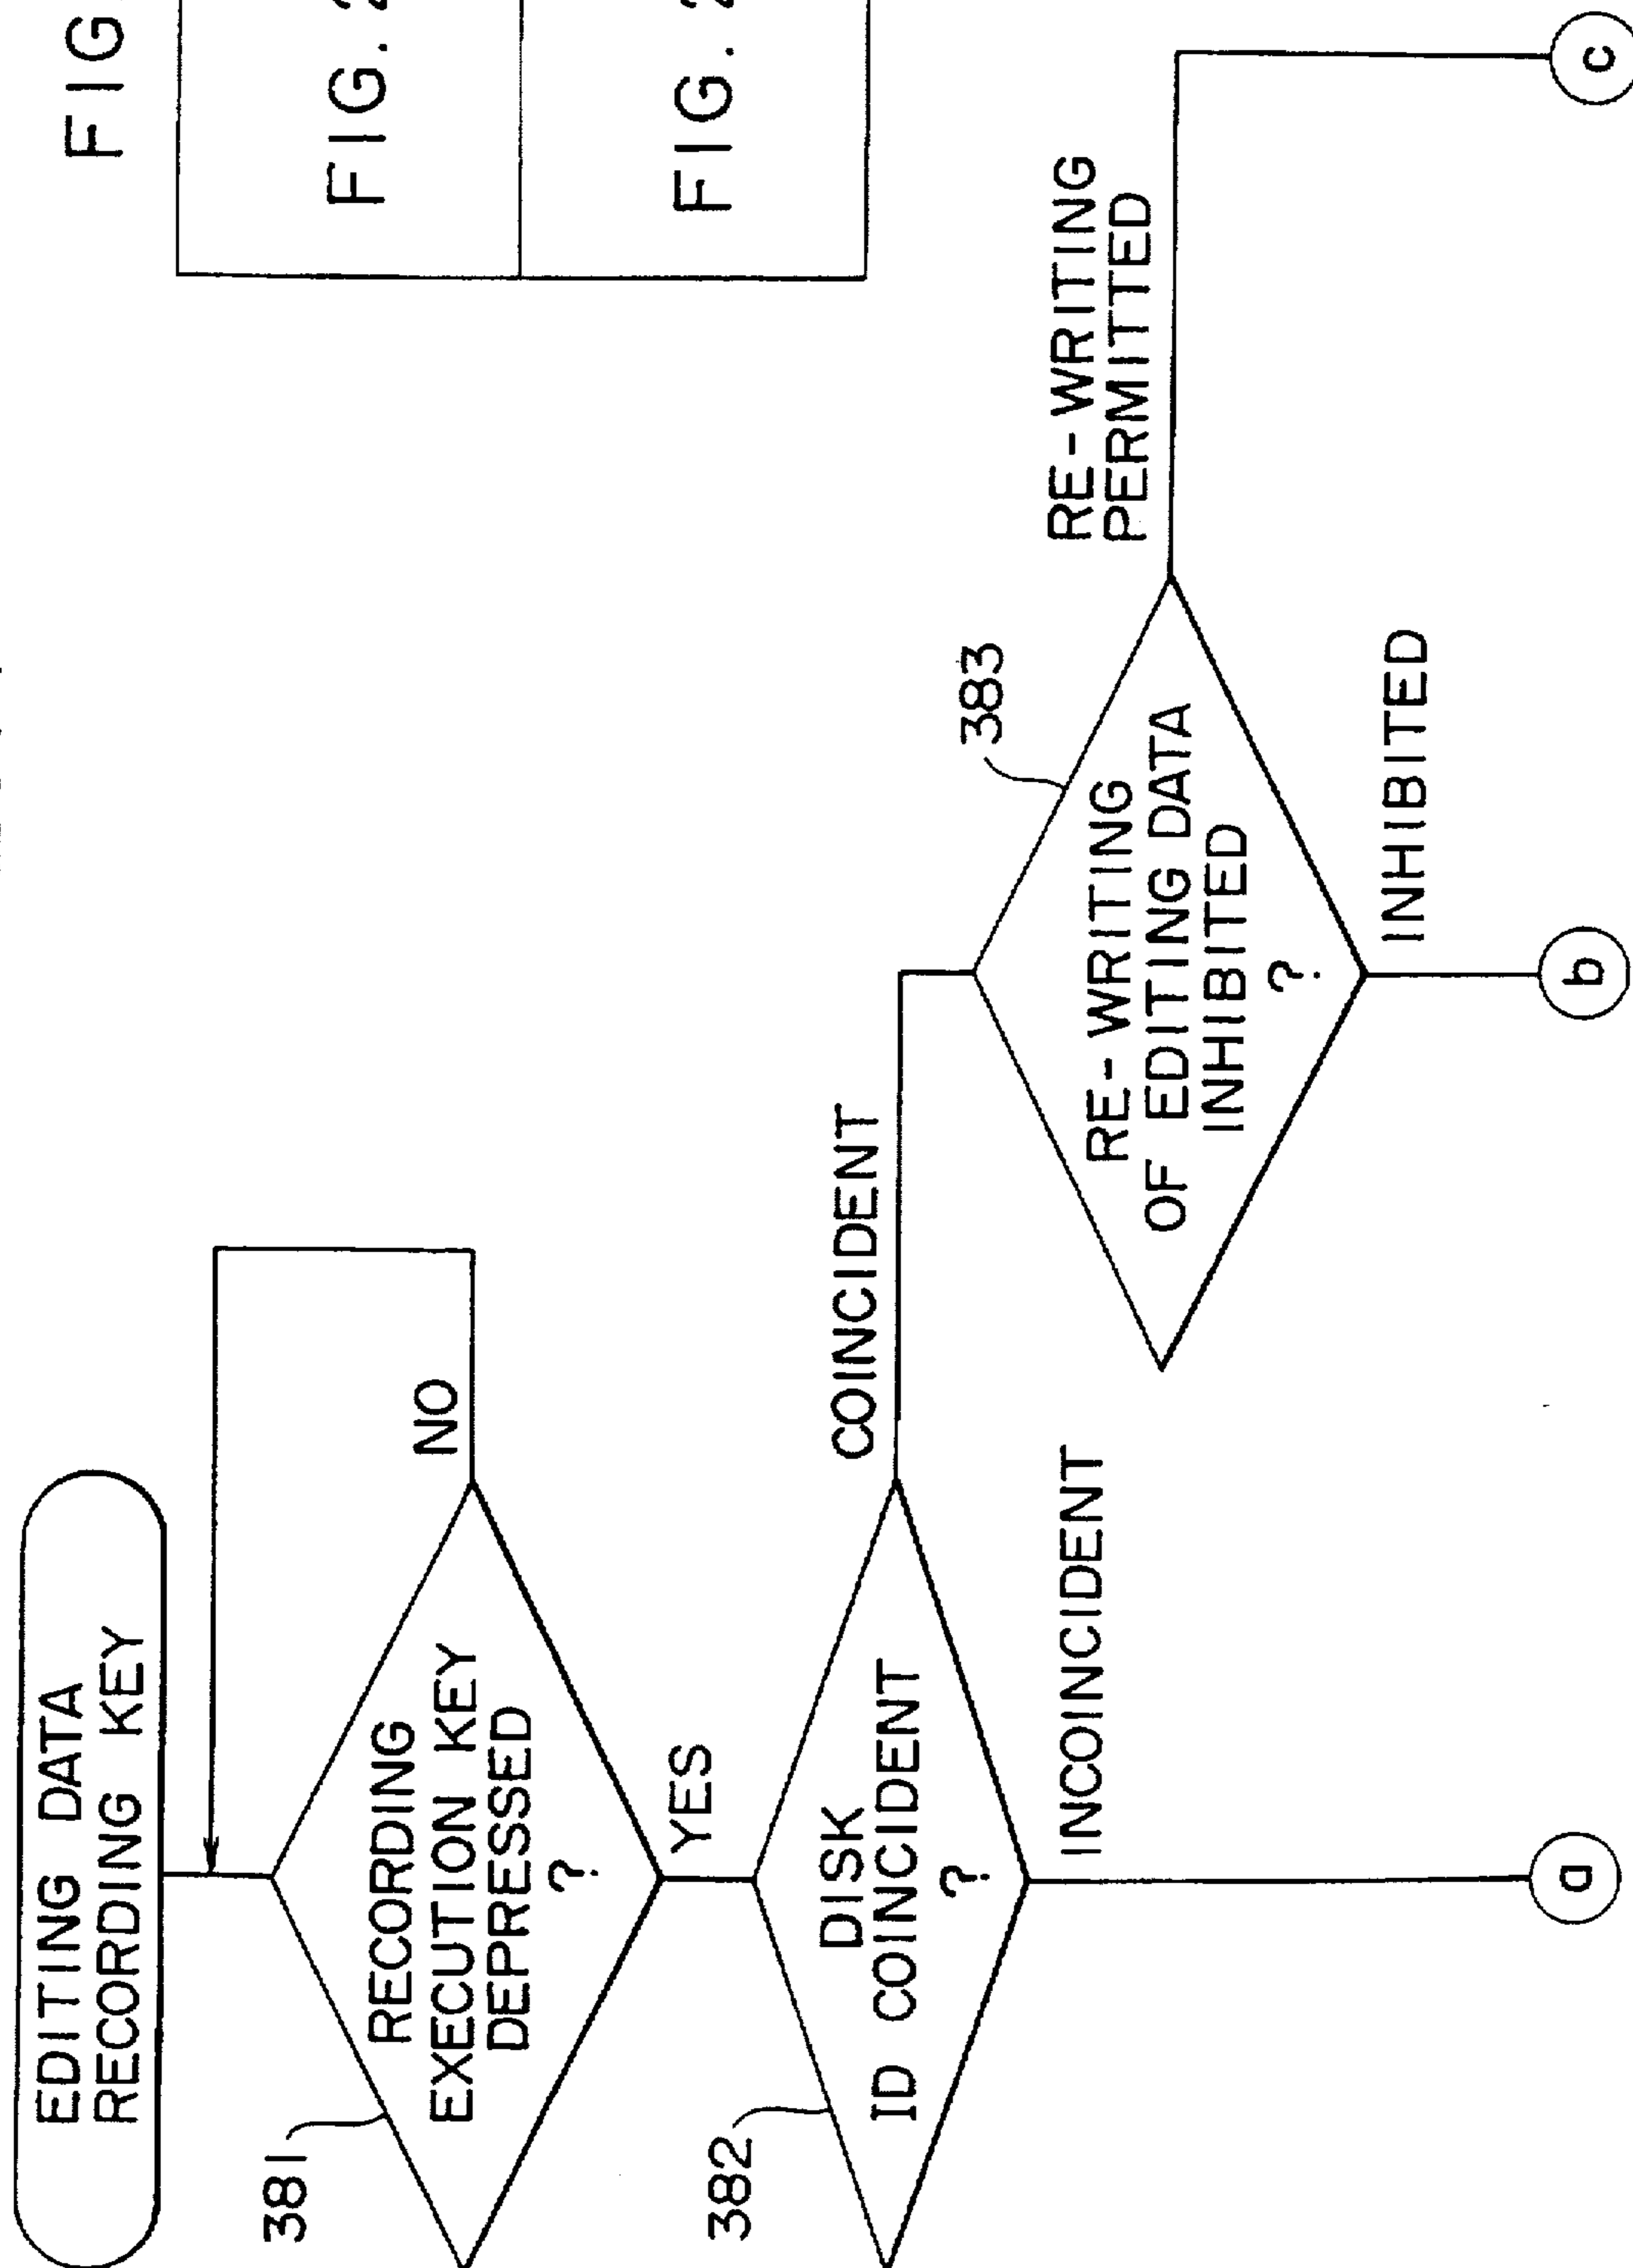 FIG.
FIG. 2
FIG. 2
EDITING DATA
RECORDING KEY
381
RECORDING
EXECUTION KEY
DEPRESSED
?
NO
YES
382
DISK
ID COINCIDENT
?
COINCIDENT
INCOINCIDENT
383
RE-WRITING
OF EDITING DATA
INHIBITED
?
RE-WRITING
PERMITTED
INHIBITED
a
b
c